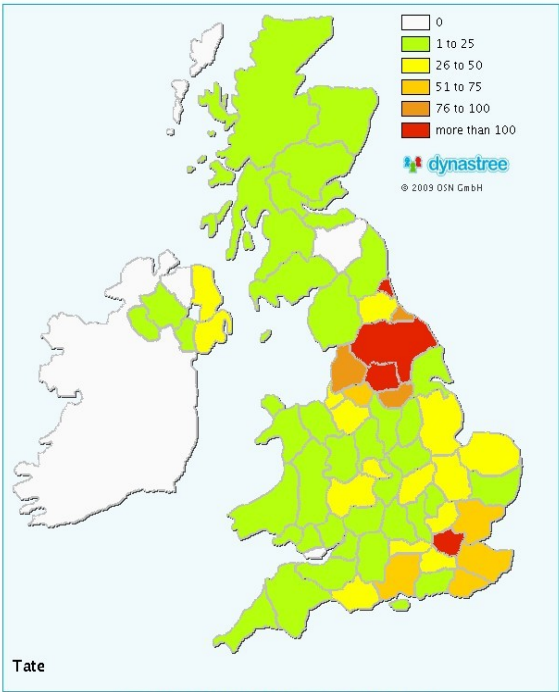 0
1 to 25
26 to 50
51 to 75
76 to 100
more than 100
dynastree
© 2009 OSN GmbH
Tate